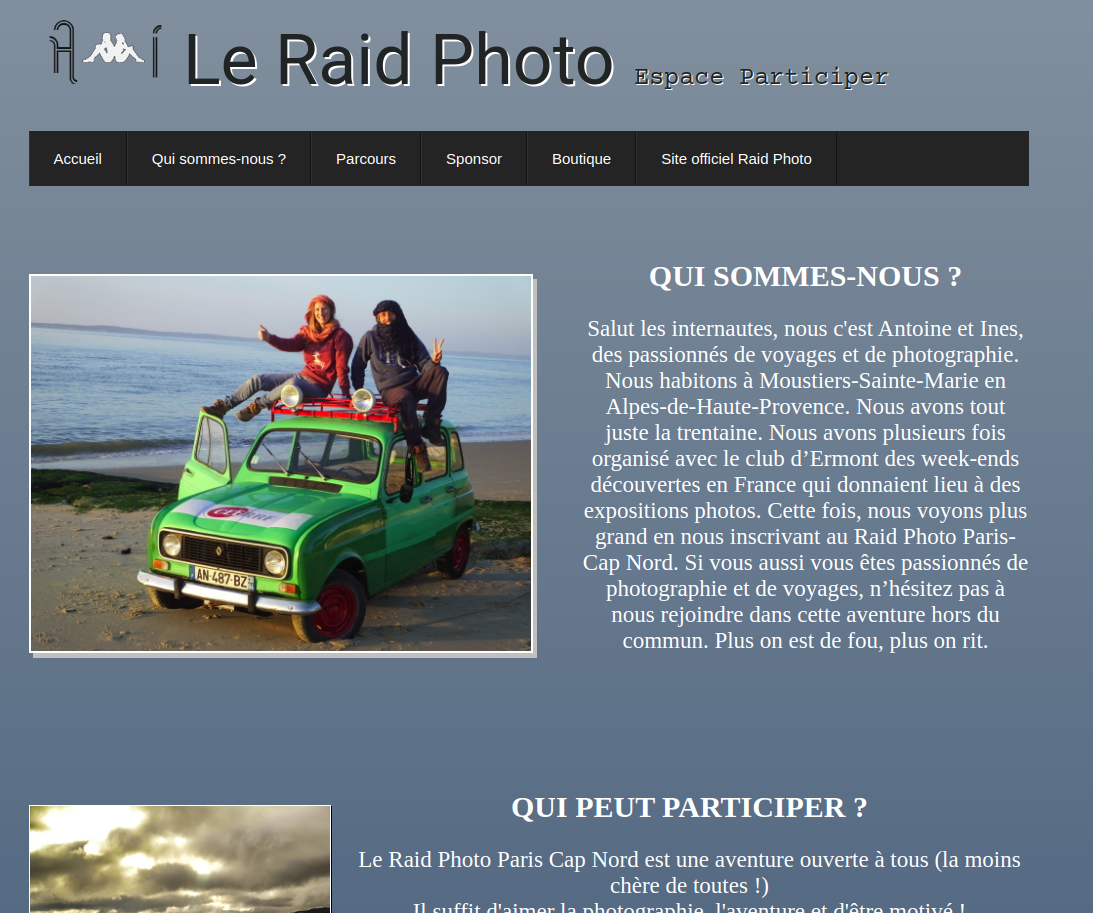 Le Raid Photo Espace Participer
Accueil Qui sommes-nous ? Parcours Sponsor Boutique Site officiel Raid Photo
QUI SOMMES-NOUS ?
Salut les internautes, nous c'est Antoine et Ines,
des passionnés de voyages et de photographie.
Nous habitons à Moustiers-Sainte-Marie en
Alpes-de-Haute-Provence. Nous avons tout
juste la trentaine. Nous avons plusieurs fois
organisé avec le club d’Ermont des week-ends
découvertes en France qui donnaient lieu à des
expositions photos. Cette fois, nous voyons plus
grand en nous inscrivant au Raid Photo Paris-
Cap Nord. Si vous aussi vous êtes passionnés de
photographie et de voyages, n’hésitez pas à
nous rejoindre dans cette aventure hors du
commun. Plus on est de fou, plus on rit.
AN-487-BZ
QUI PEUT PARTICIPER ?
Le Raid Photo Paris Cap Nord est une aventure ouverte à tous (la moins
chère de toutes !)
Il suffit d'aimer la photographie, l'aventure et d'être motivé !